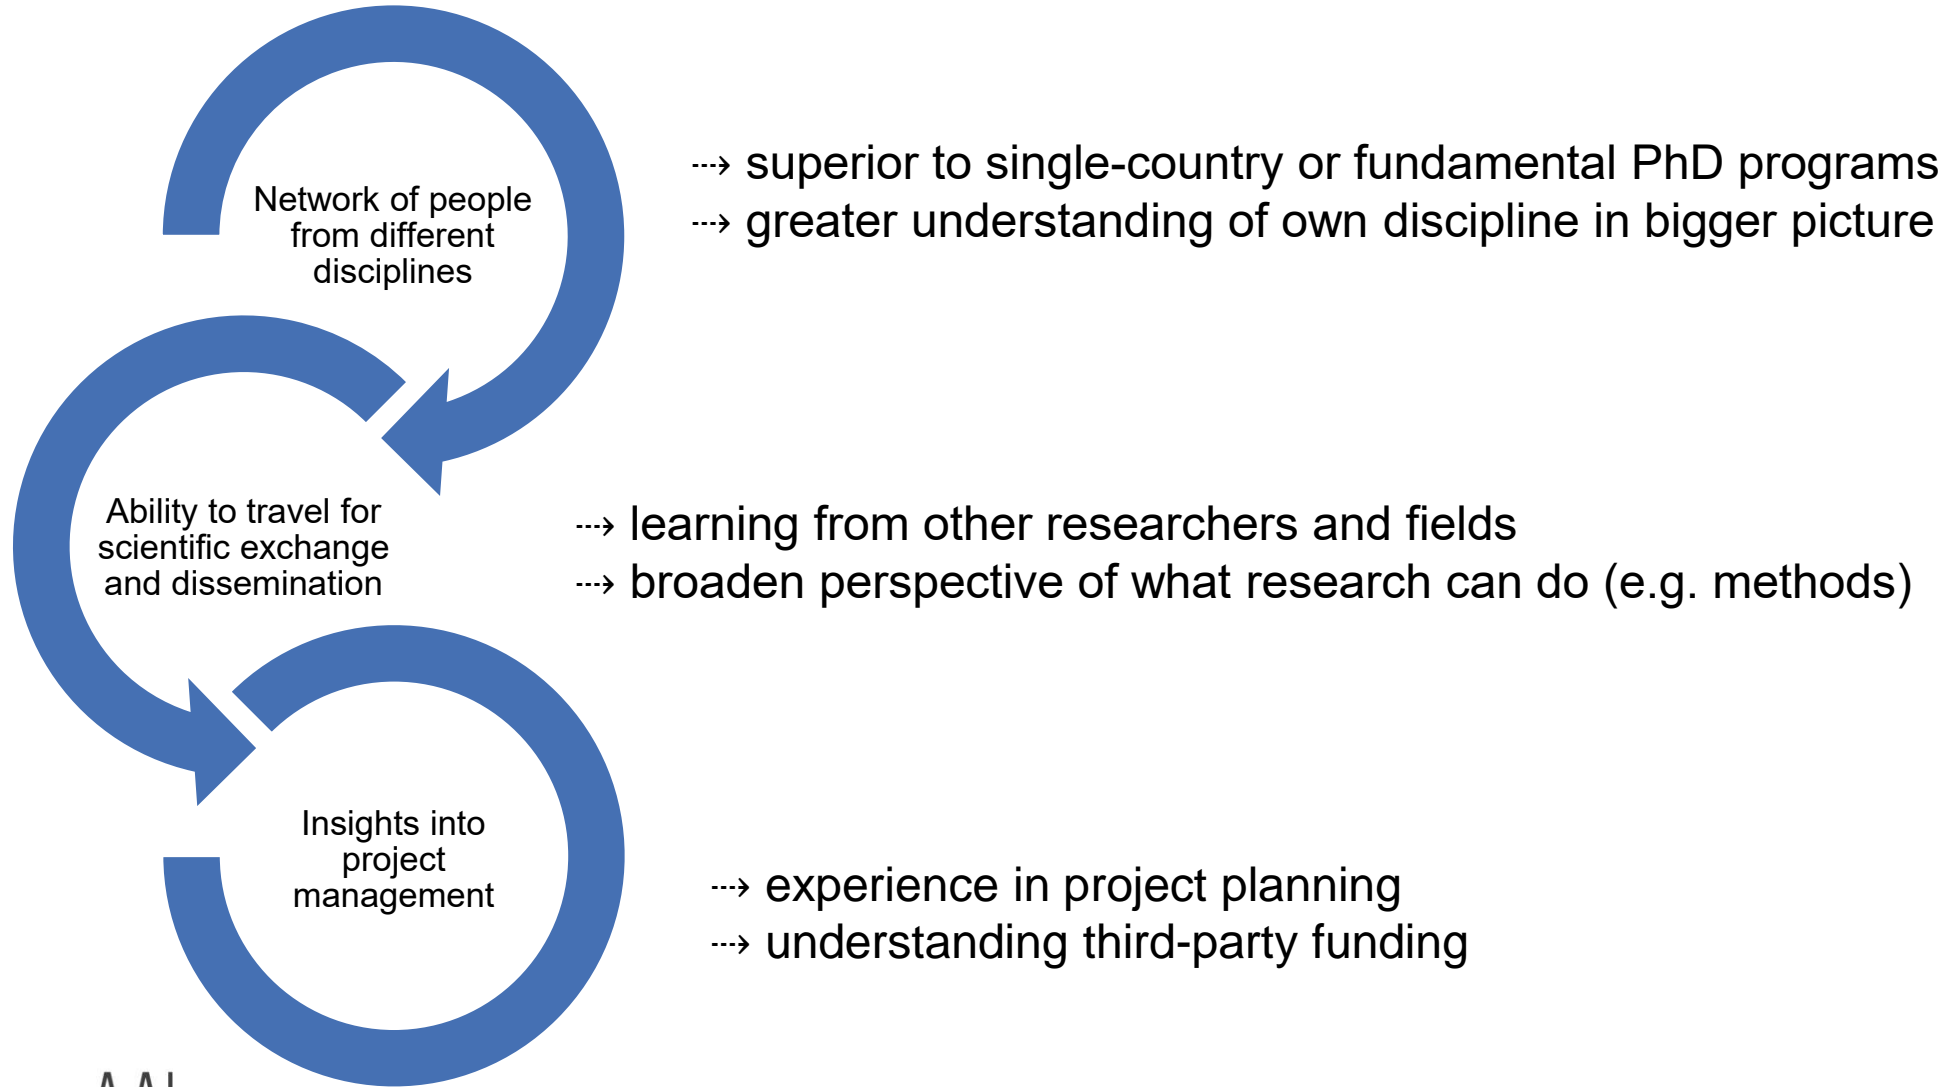 Network of people
from different
disciplines
⤏ superior to single-country or fundamental PhD programs
⤏ greater understanding of own discipline in bigger picture
Ability to travel for
scientific exchange
and dissemination
⤏ learning from other researchers and fields
⤏ broaden perspective of what research can do (e.g. methods)
Insights into
project
management
⤏ experience in project planning
⤏ understanding third-party funding